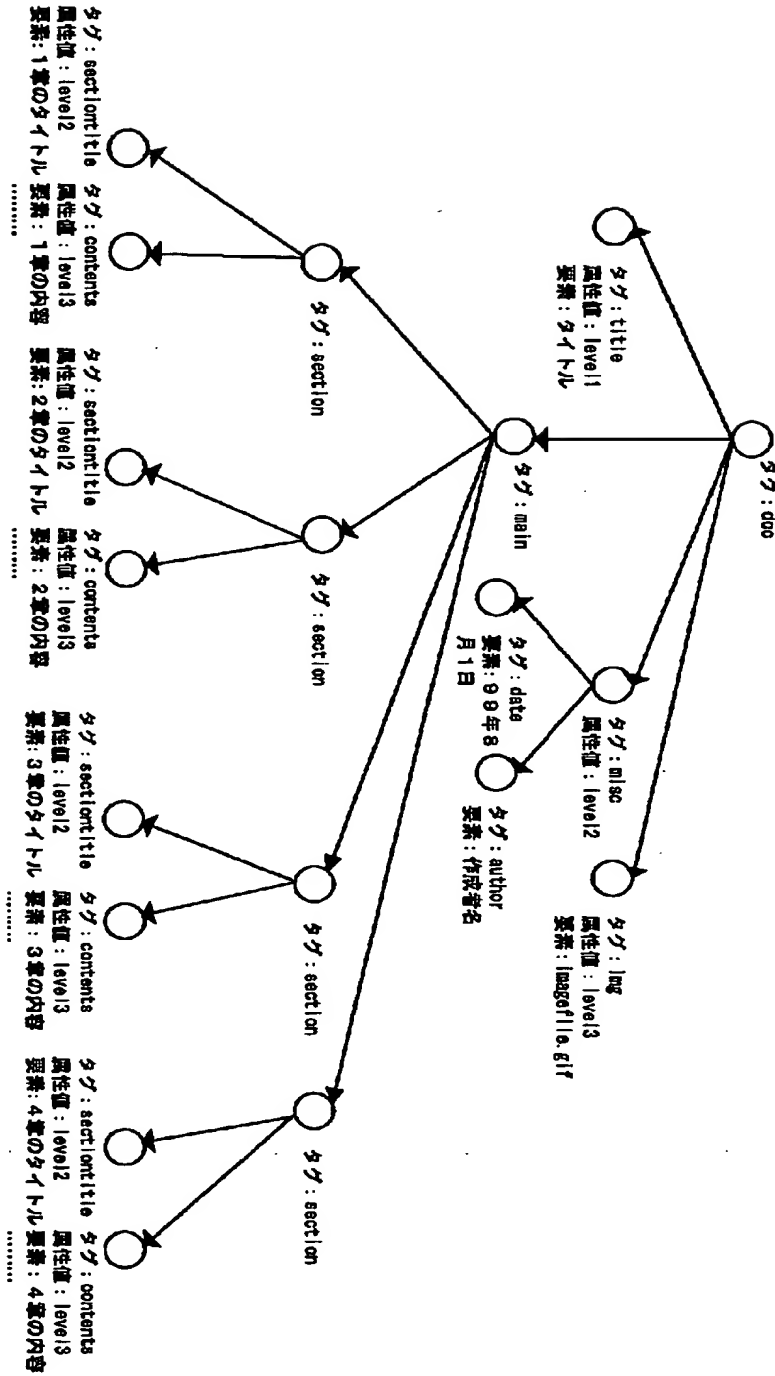 タグ：doc
タグ：title
属性値：level1
要素：タイトル
タグ：main
タグ：misc
属性値：level2
タグ：date
要素：99年8
月1日
タグ：author
要素：作成者名
タグ：img
属性値：level3
要素：imagefile.gif
タグ：section
タグ：section
タグ：section
タグ：section
タグ：sectiontitle
属性値：level2
要素：1章のタイトル
タグ：contents
属性値：level3
要素：1章の内容
………
タグ：sectiontitle
属性値：level2
要素：2章のタイトル
タグ：contents
属性値：level3
要素：2章の内容
………
タグ：sectiontitle
属性値：level2
要素：3章のタイトル
タグ：contents
属性値：level3
要素：3章の内容
………
タグ：sectiontitle
属性値：level2
要素：4章のタイトル
タグ：contents
属性値：level3
要素：4章の内容
………